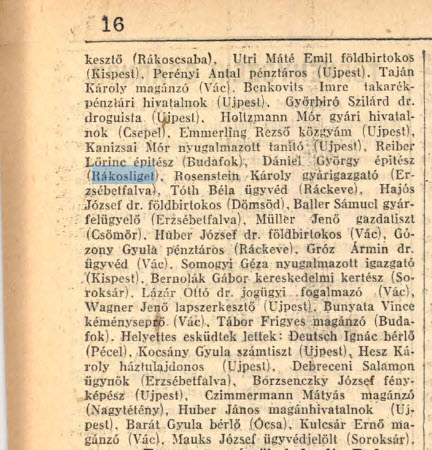 16
kesztő (Rákoscsaba), Utri Máté Emil földbirtokos
(Kispest), Perényi Antal pénztáros (Ujpest), Taján
Károly magánzó (Vác), Benkovits Imre takarék-
pénztári hivatalnok (Ujpest), Győrbiró Szilárd dr.
droguista (Ujpest), Holtzmann Mór gyári hivatal-
nok (Csepel), Emmerling Rezső közgyám (Ujpest),
Kanizsai Mór nyugalmazott tanitó (Ujpest), Reiber
Lőrinc épitész (Budafok), Dániel György épitész
(Rákosliget), Rosenstein Károly gyárigazgató (Er-
zsébetfalva), Tóth Béla ügyvéd (Ráckeve), Hajós
József dr. földbirtokos (Dömsöd), Baller Sámuel gyár-
felügyelő (Erzsébetfalva), Müller Jenő gazdatiszt
(Csömör), Huber József dr. földbirtokos (Vác), Gó-
zony Gyula pénztáros (Ráckeve), Gróz Ármin dr.
ügyvéd (Vác), Somogyi Géza nyugalmazott igazgató
(Kispest), Bernolák Gábor kereskedelmi kertész (So-
roksár), Lázár Ottó dr. jogügyi fogalmazó (Vác),
Wagner Jenő lapszerkesztő (Ujpest), Bunyata Vince
kéményseprő (Vác), Tábor Frigyes magánzó (Buda-
fok). Helyettes esküdtek lettek: Deutsch Ignác bérlő
(Pécel), Kocsány Gyula számtiszt (Ujpest), Hesz Ká-
roly háztulajdonos (Ujpest), Debreceni Salamon
ügynök (Erzsébetfalva), Borzsenczky József fény-
képész (Ujpest), Czimmermann Mátyás magánzó
(Nagytétény), Huber János magánhivatalnok (Uj-
pest), Barát Gyula bérlő (Ócsa), Kulcsár Ernő ma-
gánzó (Vác), Mauks József ügyvédjelölt (Soroksár).